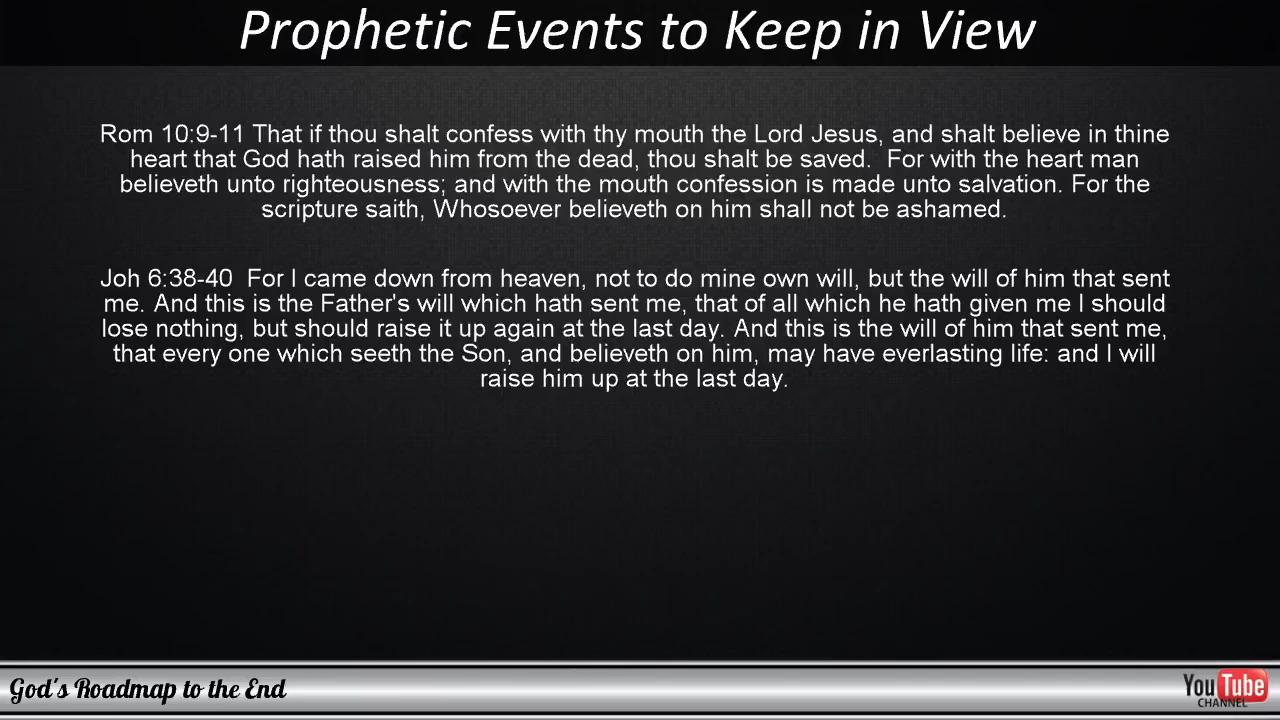 Prophetic Events to Keep in View
Rom 10:9-11 That if thou shalt confess with thy mouth the Lord Jesus, and shalt believe in thine
heart that God hath raised him from the dead, thou shalt be saved.  For with the heart man
believeth unto righteousness; and with the mouth confession is made unto salvation. For the
scripture saith, Whosoever believeth on him shall not be ashamed.
Joh 6:38-40  For I came down from heaven, not to do mine own will, but the will of him that sent
me. And this is the Father's will which hath sent me, that of all which he hath given me I should
lose nothing, but should raise it up again at the last day. And this is the will of him that sent me,
that every one which seeth the Son, and believeth on him, may have everlasting life: and I will
raise him up at the last day.
God's Roadmap to the End
YouTube
CHANNEL